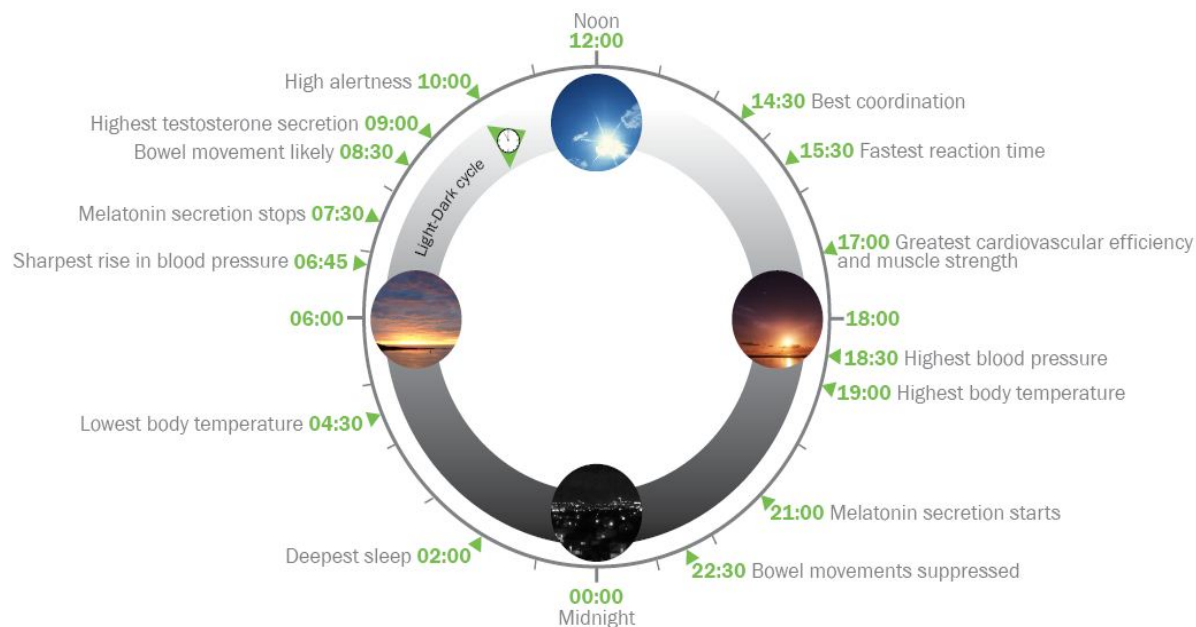 Noon
12:00
High alertness 10:00
Highest testosterone secretion 09:00
Bowel movement likely 08:30
Melatonin secretion stops 07:30
Sharpest rise in blood pressure 06:45
06:00
Lowest body temperature 04:30
Deepest sleep 02:00
Light-Dark cycle
14:30 Best coordination
15:30 Fastest reaction time
17:00 Greatest cardiovascular efficiency
and muscle strength
18:00
18:30 Highest blood pressure
19:00 Highest body temperature
21:00 Melatonin secretion starts
22:30 Bowel movements suppressed
00:00
Midnight